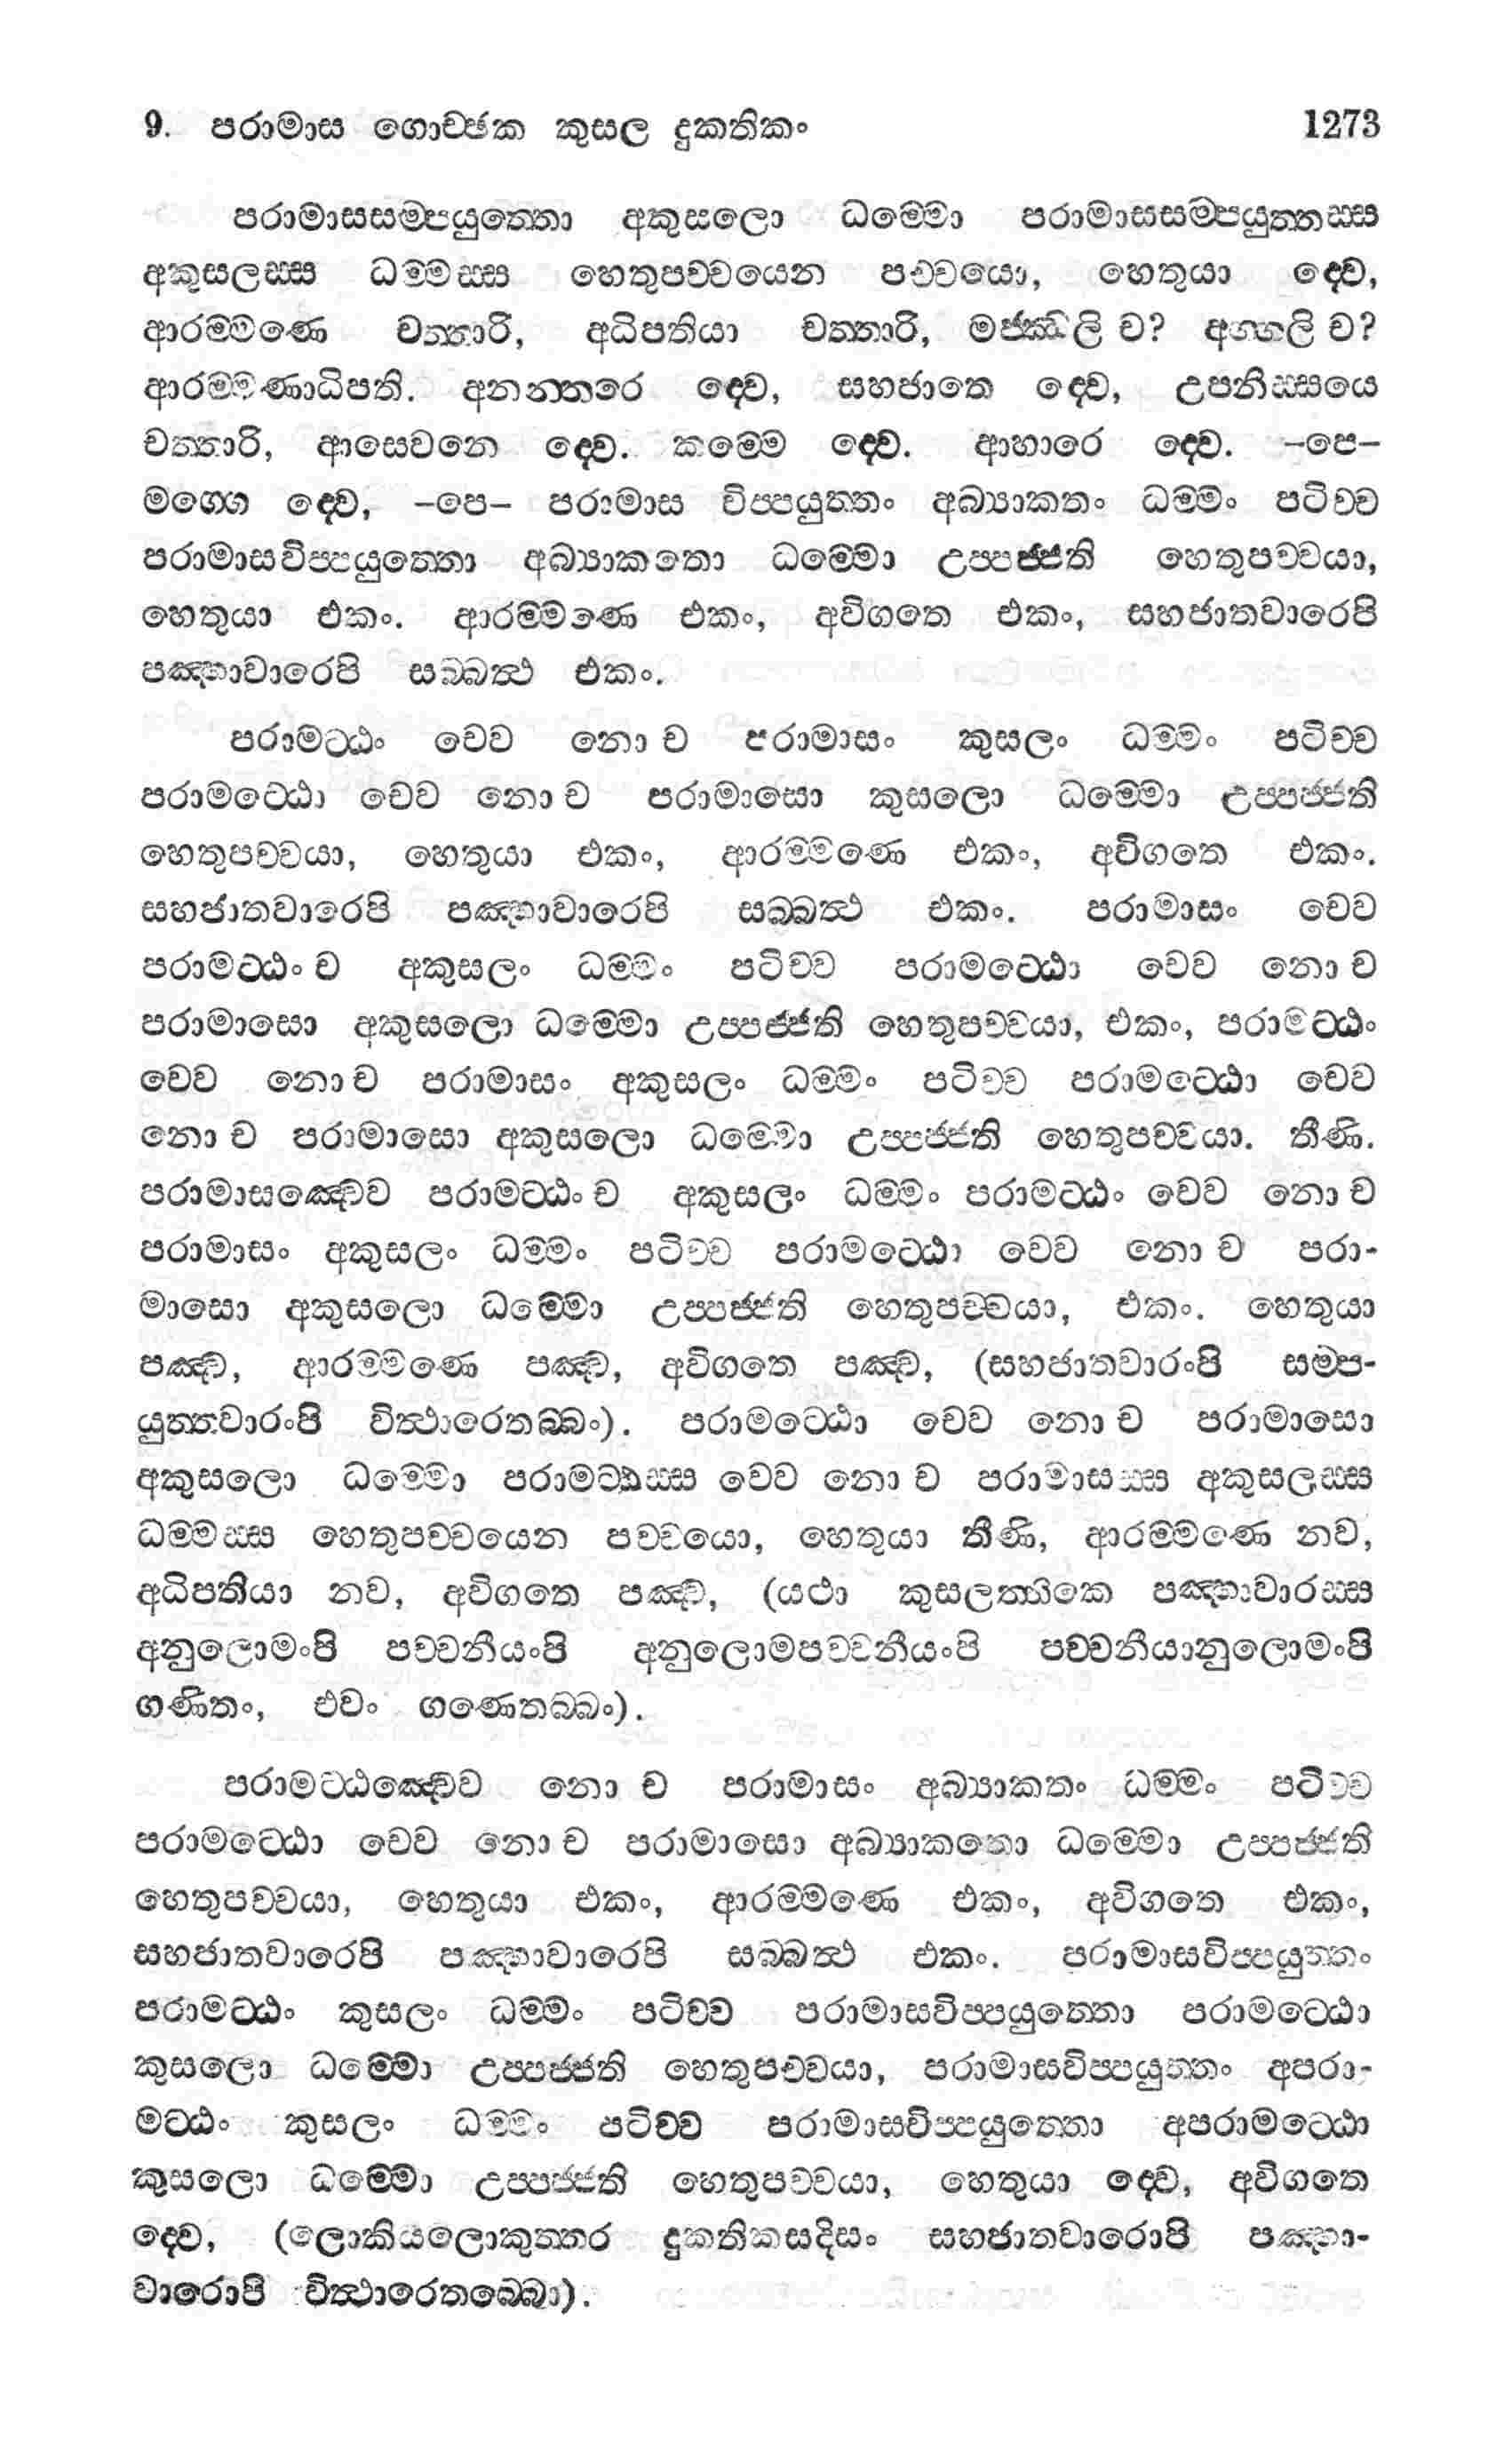 9. පරාමාස ගොච්ඡක කුසල දුකතිකං 1273
පරාමාසසම්පයුත්තො අකුසලො ධම්මො පරාමාසසම්පයුත්තස්ස
අකුසලස්ස ධම්මස්ස හෙතුපච්චයෙන පච්චයො, හෙතුයා ද්වෙ,
ආරම්මණෙ චත්තාරි, අධිපතියා චත්තාරි, මජ්ඣිලි ච? අග්ගලි ච?
ආරම්මණාධිපති. අනන්තරෙ ද්වෙ, සහජාතෙ ද්වෙ, උපනිස්සයෙ
චත්තාරි, ආසෙවනෙ ද්වෙ. කම්මෙ ද්වෙ. ආහාරෙ ද්වෙ. –පෙ–
මග්ගෙ ද්වෙ, –පෙ– පරාමාස විප්පයුත්තං අබ්‍යාකතං ධම්මං පටිච්ච
පරාමාසවිප්පයුත්තො අබ්‍යාකතො ධම්මො උප්පජ්ජති හෙතුපච්චයා,
හෙතුයා එකං. ආරම්මණෙ එකං, අවිගතෙ එකං, සහජාතවාරෙපි
පඤ්හාවාරෙපි සබ්බත්ථ එකං.
පරාමට්ඨං චෙව නො ච පරාමාසං කුසලං ධම්මං පටිච්ච
පරාමට්ඨො චෙව නො ච පරාමාසො කුසලො ධම්මො උප්පජ්ජති
හෙතුපච්චයා, හෙතුයා එකං, ආරම්මණෙ එකං, අවිගතෙ එකං.
සහජාතවාරෙපි පඤ්හාවාරෙපි සබ්බත්ථ එකං. පරාමාසං චෙව
පරාමට්ඨං ච අකුසලං ධම්මං පටිච්ච පරාමට්ඨො චෙව නො ච
පරාමාසො අකුසලො ධම්මො උප්පජ්ජති හෙතුපච්චයා, එකං, පරාමට්ඨං
චෙව නො ච පරාමාසං අකුසලං ධම්මං පටිච්ච පරාමට්ඨො චෙව
නො ච පරාමාසො අකුසලො ධම්මො උප්පජ්ජති හෙතුපච්චයා. තීණි.
පරාමාසඤ්චෙව පරාමට්ඨං ච අකුසලං ධම්මං පරාමට්ඨං චෙව නො ච
පරාමාසං අකුසලං ධම්මං පටිච්ච පරාමට්ඨො චෙව නො ච පරා-
මාසො අකුසලො ධම්මො උප්පජ්ජති හෙතුපච්චයා, එකං. හෙතුයා
පඤ්ච, ආරම්මණෙ පඤ්ච, අවිගතෙ පඤ්ච, (සහජාතවාරංපි සම්ප-
යුත්තවාරංපි විත්ථාරෙතබ්බං). පරාමට්ඨො චෙව නො ච පරාමාසො
අකුසලො ධම්මො පරාමට්ඨස්ස චෙව නො ච පරාමාසස්ස අකුසලස්ස
ධම්මස්ස හෙතුපච්චයෙන පච්චයො, හෙතුයා තීණි, ආරම්මණෙ නව,
අධිපතියා නව, අවිගතෙ පඤ්ච, (යථා කුසලත්තිකෙ පඤ්හාවාරස්ස
අනුලොමංපි පච්චනීයංපි අනුලොමපච්චනීයංපි පච්චනීයානුලොමංපි
ගණිතං, එවං ගණෙතබ්බං).
පරාමට්ඨඤ්චෙව නො ච පරාමාසං අබ්‍යාකතං ධම්මං පටිච්ච
පරාමට්ඨො චෙව නො ච පරාමාසො අබ්‍යාකතො ධම්මො උප්පජ්ජති
හෙතුපච්චයා, හෙතුයා එකං, ආරම්මණෙ එකං, අවිගතෙ එකං,
සහජාතවාරෙපි පඤ්හාවාරෙපි සබ්බත්ථ එකං. පරාමාසවිප්පයුත්තං
පරාමට්ඨං කුසලං ධම්මං පටිච්ච පරාමාසවිප්පයුත්තො පරාමට්ඨො
කුසලො ධම්මො උප්පජ්ජති හෙතුපච්චයා, පරාමාසවිප්පයුත්තං අපරා-
මට්ඨං කුසලං ධම්මං පටිච්ච පරාමාසවිප්පයුත්තො අපරාමට්ඨො
කුසලො ධම්මො උප්පජ්ජති හෙතුපච්චයා, හෙතුයා ද්වෙ, අවිගතෙ
ද්වෙ, (ලොකියලොකුත්තර දුකතිකසදිසං සහජාතවාරොපි පඤ්හා-
වාරොපි විත්ථාරෙතබ්බො).